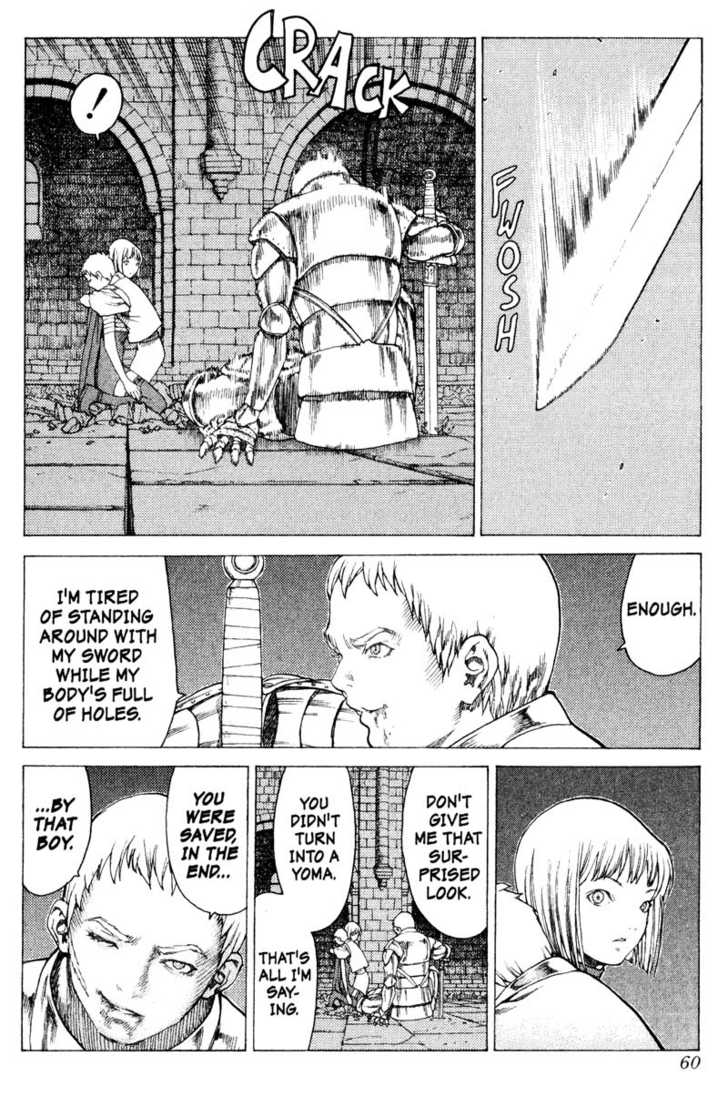 FWOSH
CRACK
!
ENOUGH.
I'M TIRED
OF STANDING
AROUND WITH
MY SWORD
WHILE MY
BODY'S FULL
OF HOLES.
DON'T
GIVE
ME THAT
SUR-
PRISED
LOOK.
YOU
DIDN'T
TURN
INTO A
YOMA.
THAT'S
ALL I'M
SAY-
ING.
YOU
WERE
SAVED,
IN THE
END...
...BY
THAT
BOY.
60